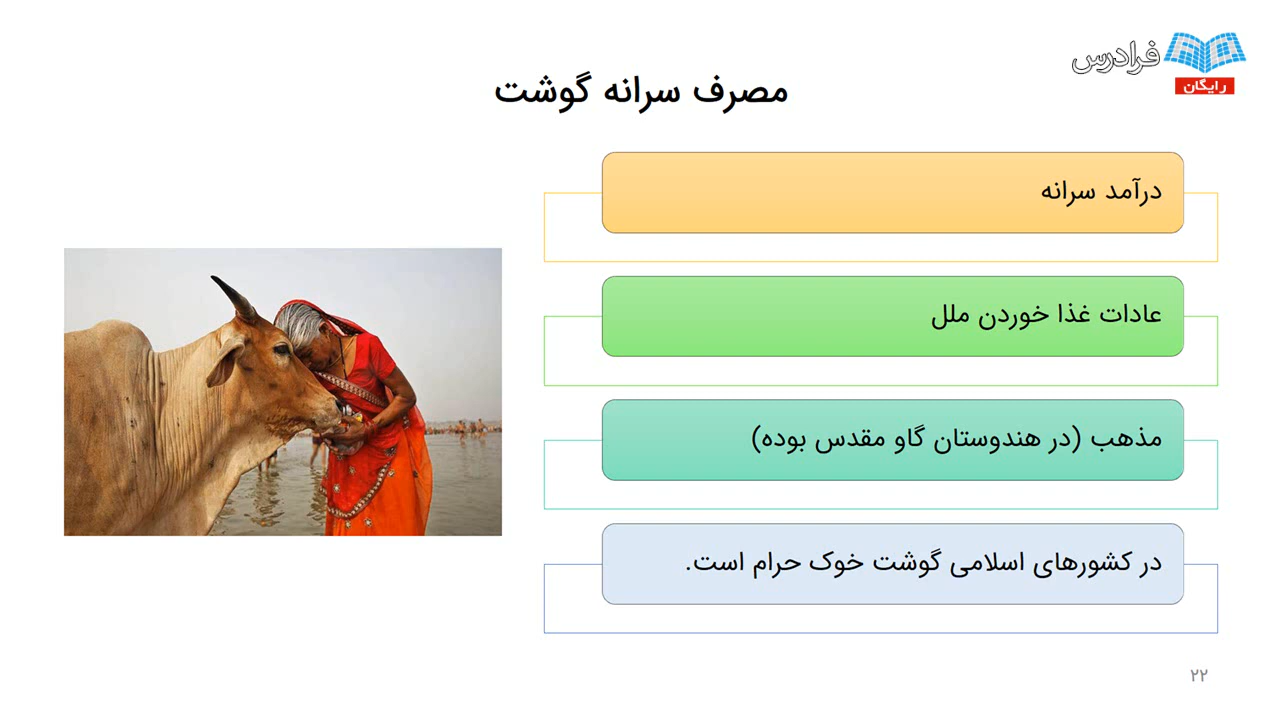 فرادرس
رایگان
مصرف سرانه گوشت
درآمد سرانه
عادات غذا خوردن ملل
مذهب (در هندوستان گاو مقدس بوده)
در کشورهای اسلامی گوشت خوک حرام است.
۲۲